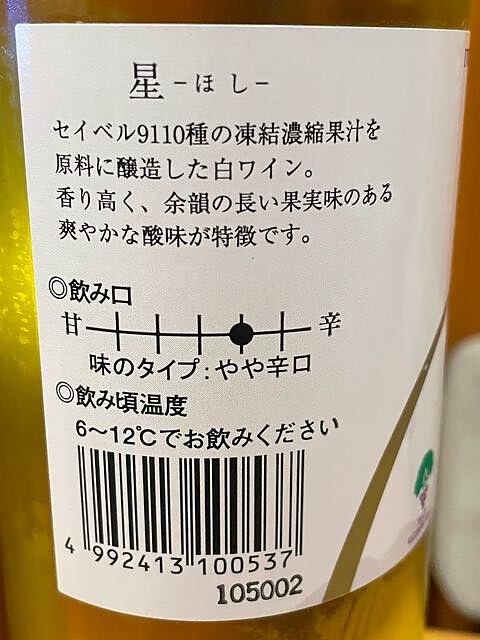 星 -ほし-
セイベル9110種の凍結濃縮果汁を
原料に醸造した白ワイン。
香り高く、余韻の長い果実味のある
爽やかな酸味が特徴です。
◎飲み口
甘 辛
味のタイプ:やや辛口
◎飲み頃温度
6〜12℃でお飲みください
4 992413 100537
105002